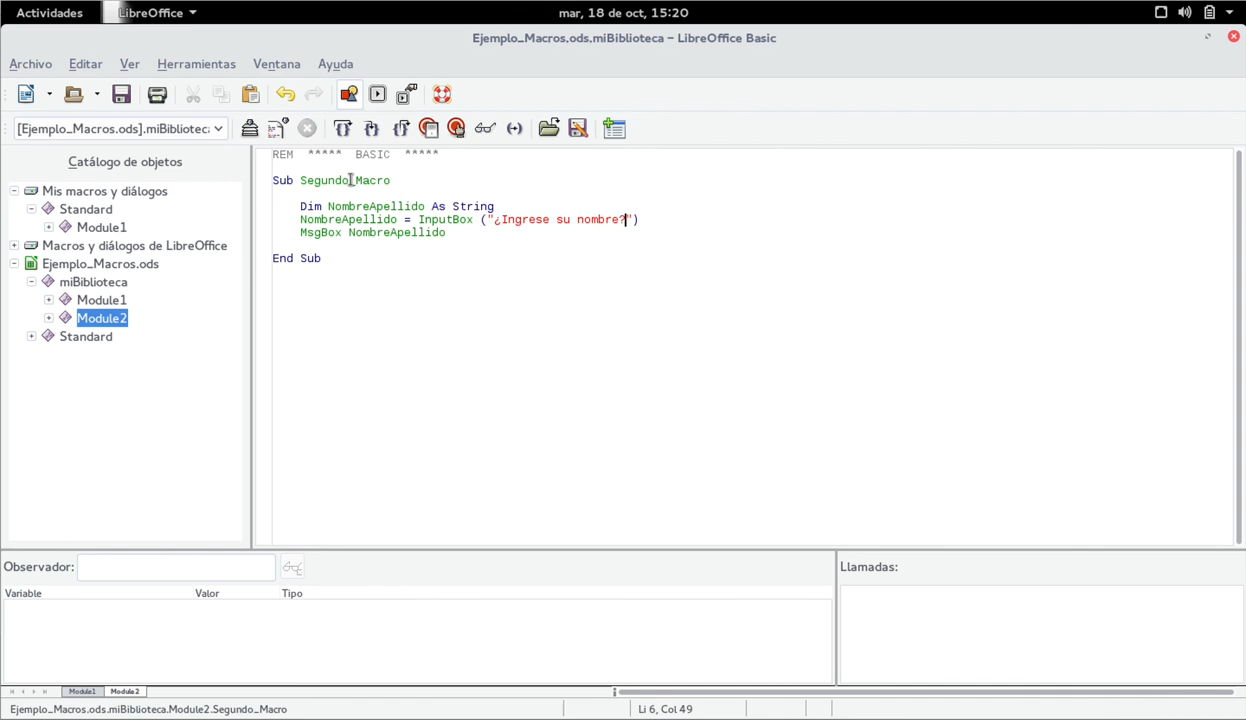 Actividades LibreOffice mar, 18 de oct, 15:20
Ejemplo_Macros.ods.miBiblioteca – LibreOffice Basic
Archivo Editar Ver Herramientas Ventana Ayuda
[Ejemplo_Macros.ods].miBibliotec
Catálogo de objetos
Mis macros y diálogos
Standard
Module1
Macros y diálogos de LibreOffice
Ejemplo_Macros.ods
miBiblioteca
Module1
Module2
Standard
REM ***** BASIC *****
Sub Segundo_Macro
Dim NombreApellido As String
NombreApellido = InputBox ("¿Ingrese su nombre?")
MsgBox NombreApellido
End Sub
Observador:
Variable Valor Tipo
Llamadas:
Module1 Module2
Ejemplo_Macros.ods.miBiblioteca.Module2.Segundo_Macro Li 6, Col 49